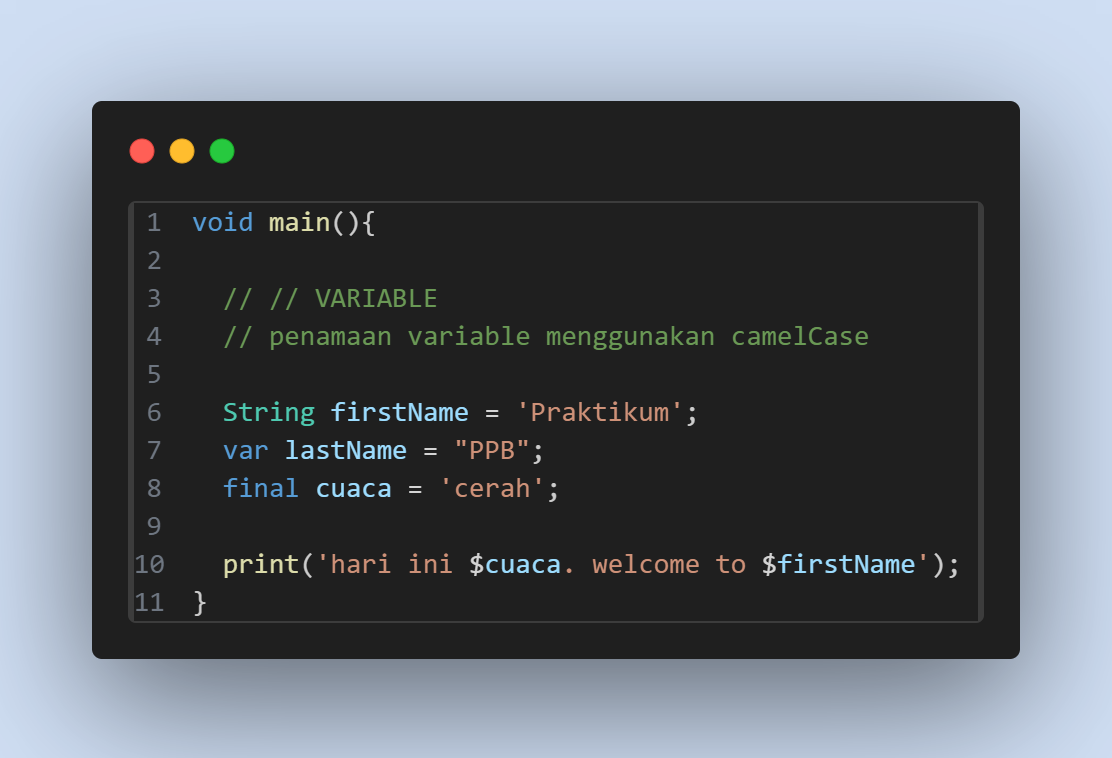 1 void main(){
2
3   // // VARIABLE
4   // penamaan variable menggunakan camelCase
5
6   String firstName = 'Praktikum';
7   var lastName = "PPB";
8   final cuaca = 'cerah';
9
10   print('hari ini $cuaca. welcome to $firstName');
11 }